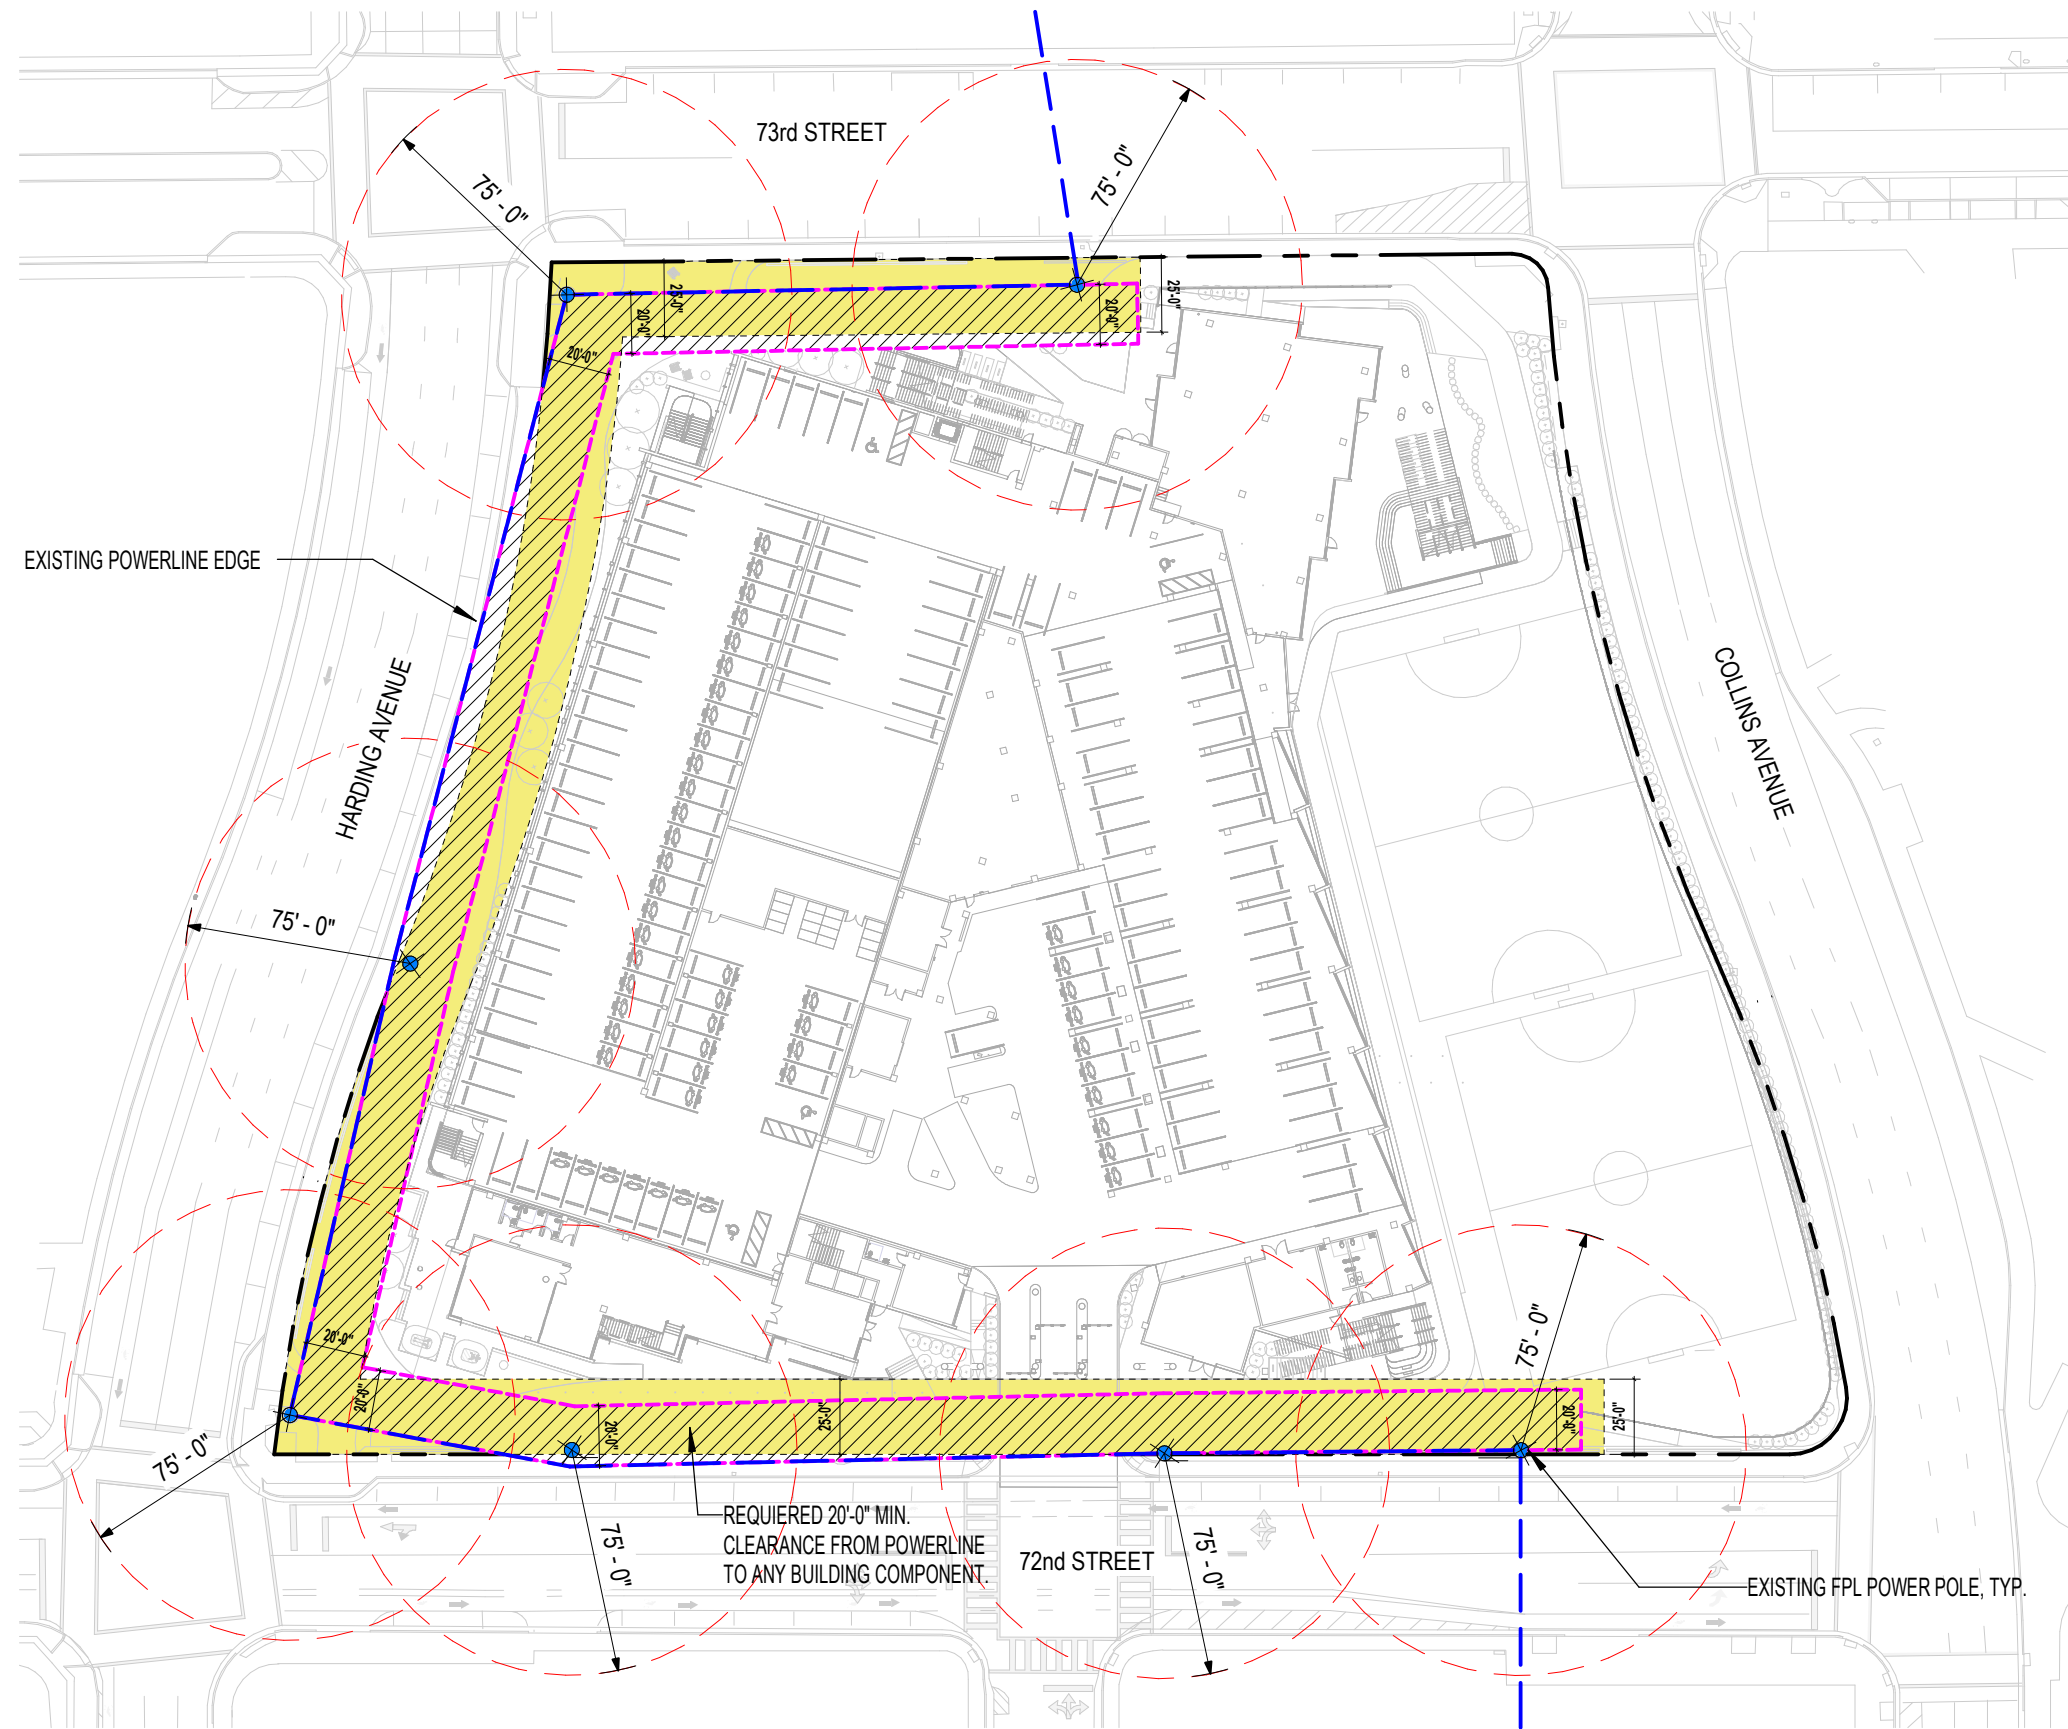 73rd STREET
75' - 0"
75' - 0"
25'-0"
20'-0"
20'-0"
20'-0"
25'-0"
EXISTING POWERLINE EDGE
HARDING AVENUE
COLLINS AVENUE
75' - 0"
20'-0"
20'-0"
20'-0"
25'-0"
20'-0"
25'-0"
75' - 0"
75' - 0"
75' - 0"
75' - 0"
REQUIERED 20'-0" MIN.
CLEARANCE FROM POWERLINE
TO ANY BUILDING COMPONENT.
72nd STREET
EXISTING FPL POWER POLE, TYP.